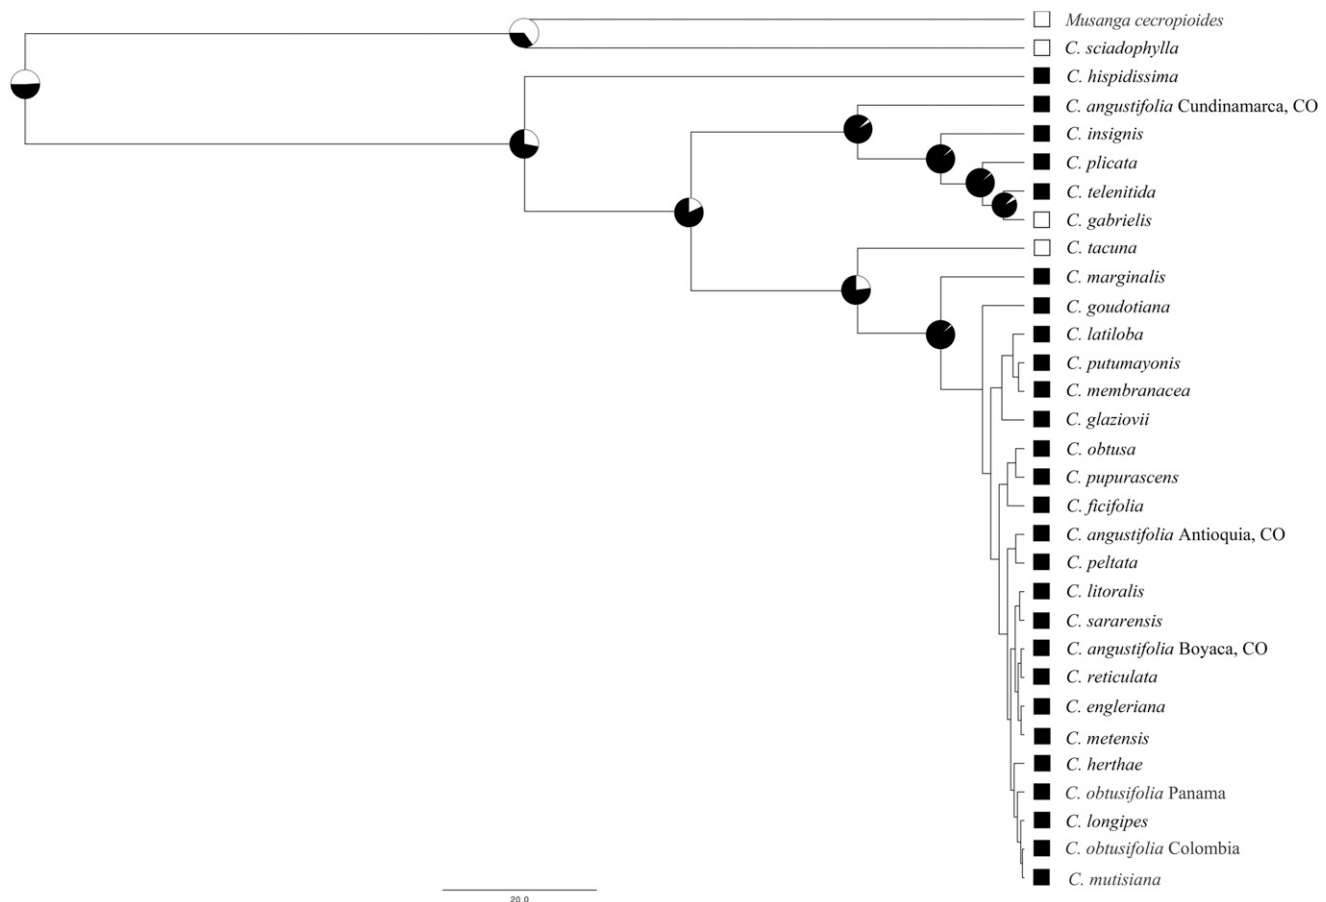 Musanga cecropioides
C. sciadophylla
C. hispidissima
C. angustifolia Cundinamarca, CO
C. insignis
C. plicata
C. telenitida
C. gabrielis
C. tacuna
C. marginalis
C. goudotiana
C. latiloba
C. putumayonis
C. membranacea
C. glaziovii
C. obtusa
C. pupurascens
C. ficifolia
C. angustifolia Antioquia, CO
C. peltata
C. litoralis
C. sararensis
C. angustifolia Boyaca, CO
C. reticulata
C. engleriana
C. metensis
C. herthae
C. obtusifolia Panama
C. longipes
C. obtusifolia Colombia
C. mutisiana
20.0